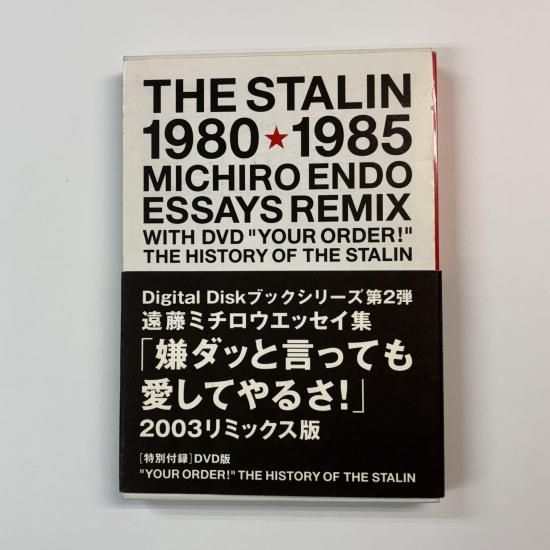 THE STALIN
1980★1985
MICHIRO ENDO
ESSAYS REMIX
WITH DVD "YOUR ORDER!"
THE HISTORY OF THE STALIN
Digital Diskブックシリーズ第2弾
遠藤ミチロウエッセイ集
「嫌ダッと言っても
愛してやるさ!」
2003リミックス版
[特別付録]DVD版
"YOUR ORDER!" THE HISTORY OF THE STALIN